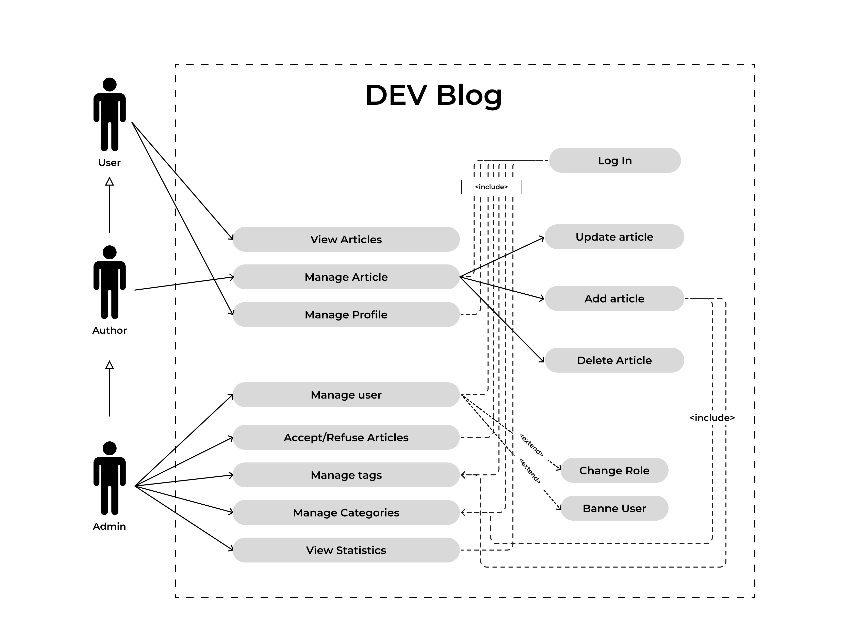 DEV Blog
User
Log In
<include>
View Articles
Update article
Manage Article
Add article
Manage Profile
Author
Delete Article
Manage user
<include>
Accept/Refuse Articles
<extend>
Manage tags
Change Role
<extend>
Manage Categories
Banne User
Admin
View Statistics